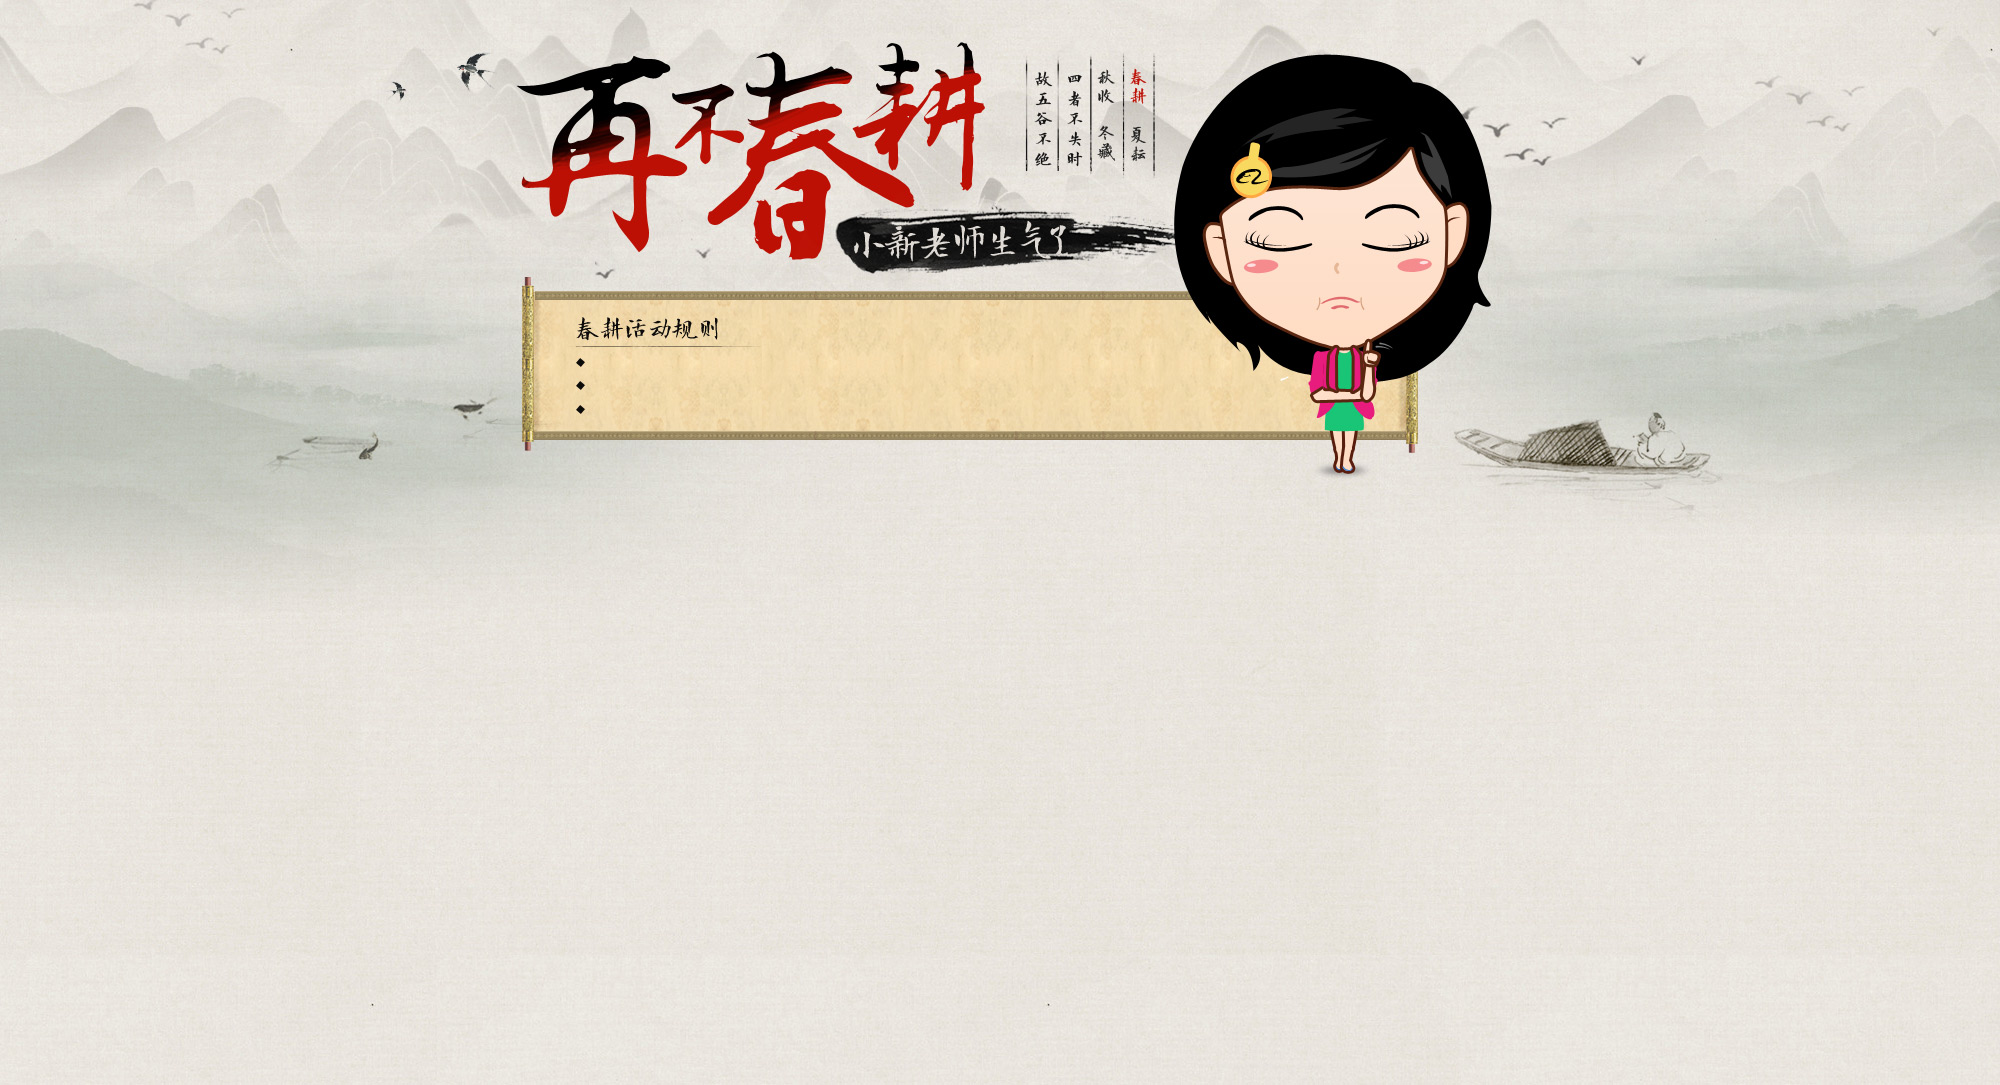 再不春耕
春耕 夏耘
秋收 冬藏
四者不失时
故五谷不绝
小新老师生气了
春耕活动规则